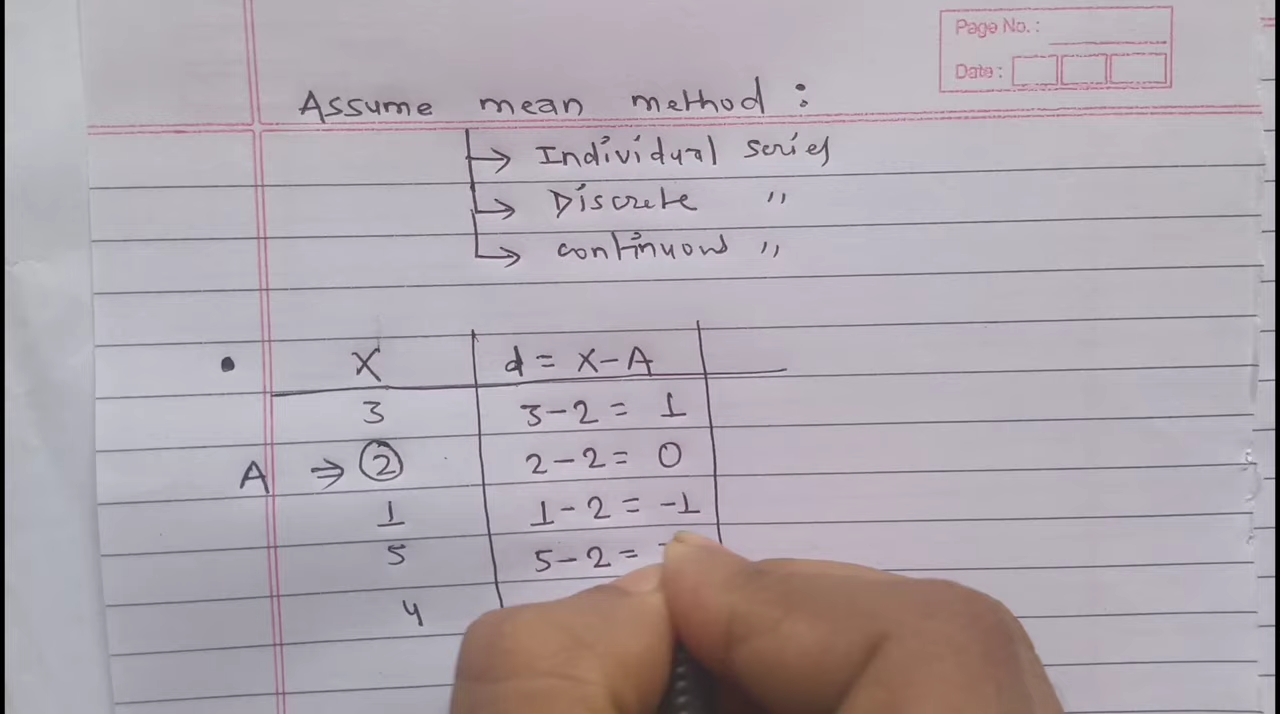 Page No. :
Date :
Assume mean method :
→ Individual series
→ Discrete "
→ continuous "
• X d = X-A
3 3-2 = 1
A ⇒ 2 2-2= 0
1 1-2 = -1
5 5-2 =
4